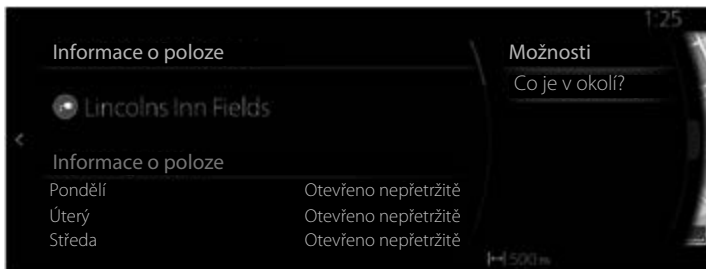 1:25
Informace o poloze
Možnosti
Co je v okolí?
Lincolns Inn Fields
Informace o poloze
Pondělí Otevřeno nepřetržitě
Úterý Otevřeno nepřetržitě
Středa Otevřeno nepřetržitě
500 m